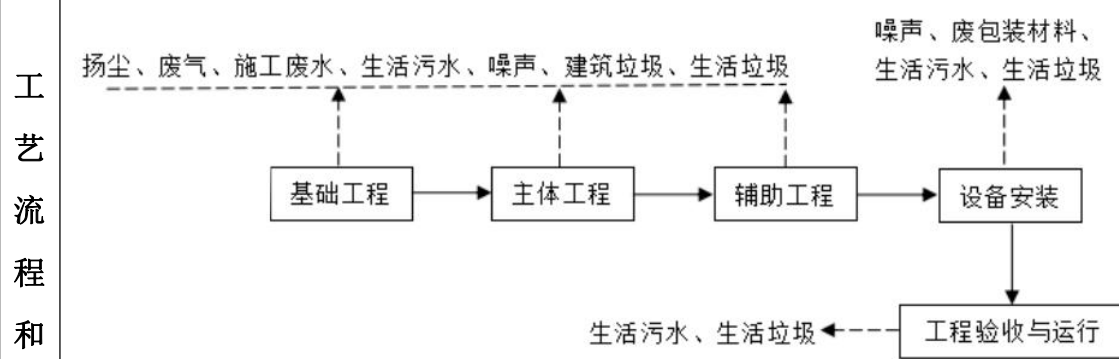 工艺流程和
噪声、废包装材料、
生活污水、生活垃圾
扬尘、废气、施工废水、生活污水、噪声、建筑垃圾、生活垃圾
基础工程
主体工程
辅助工程
设备安装
生活污水、生活垃圾
工程验收与运行